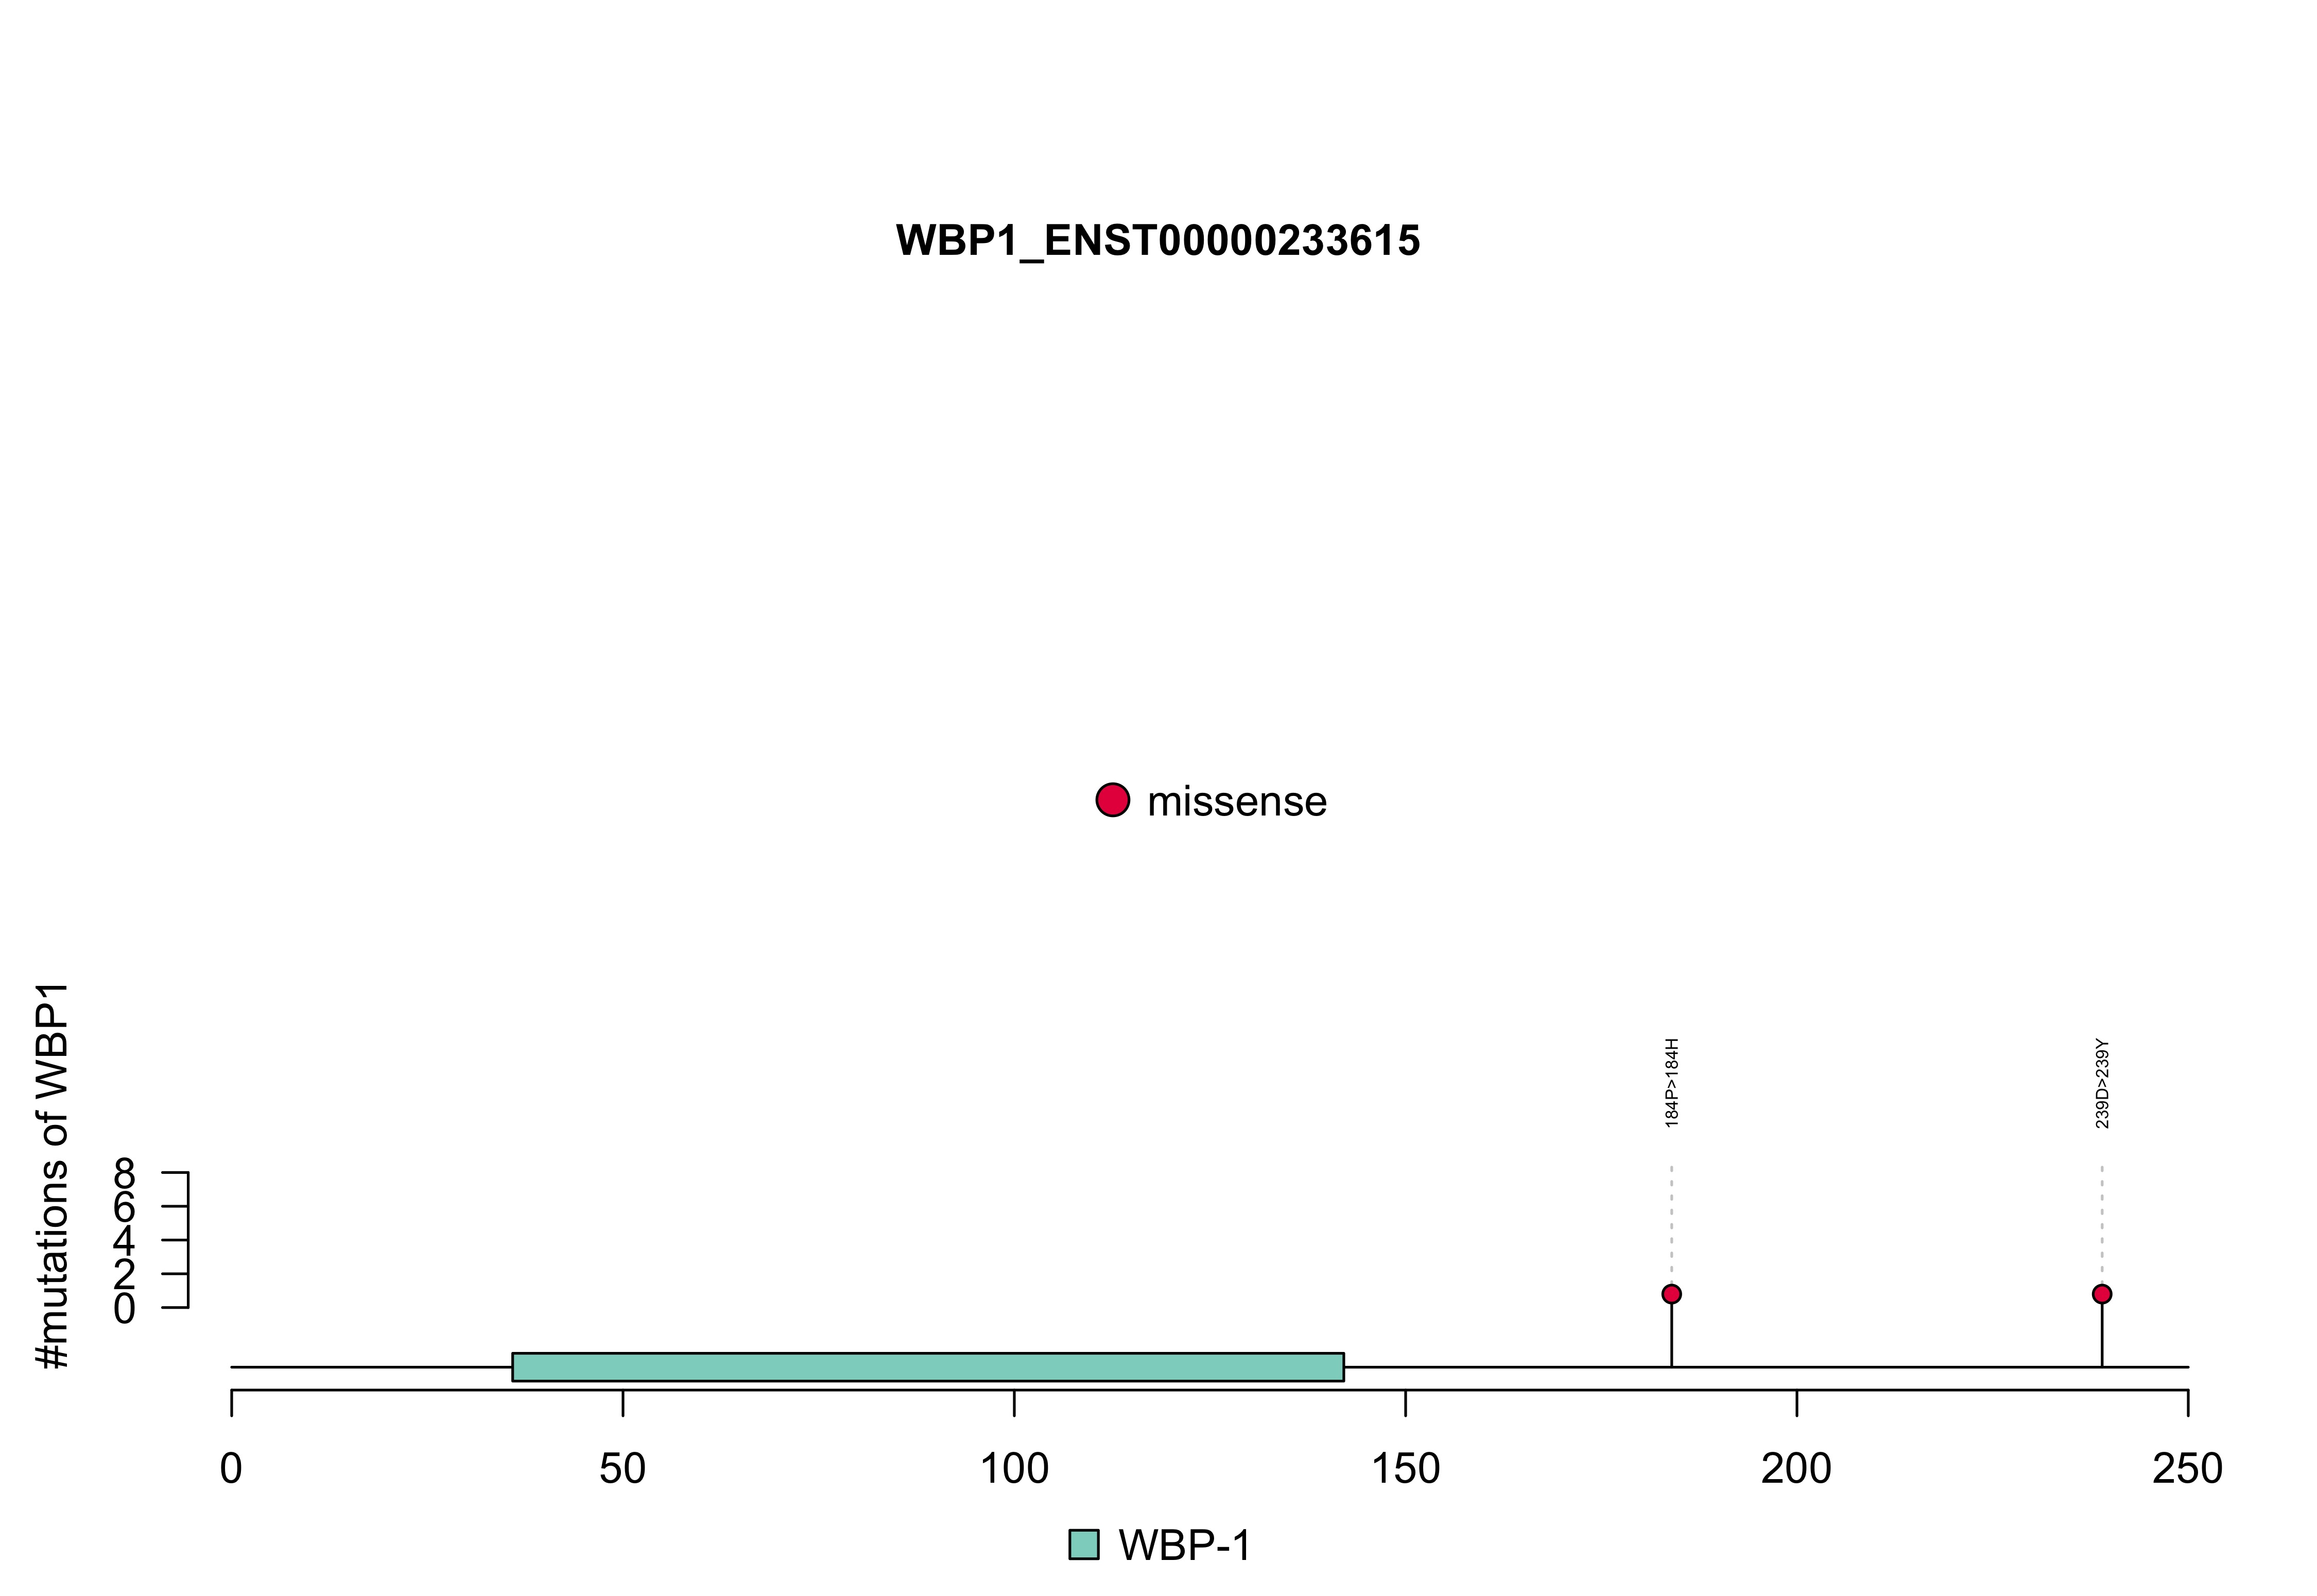 WBP1_ENST00000233615
missense
#mutations of WBP1
184P>184H
239D>239Y
8
6
4
2
0
0 50 100 150 200 250
WBP-1